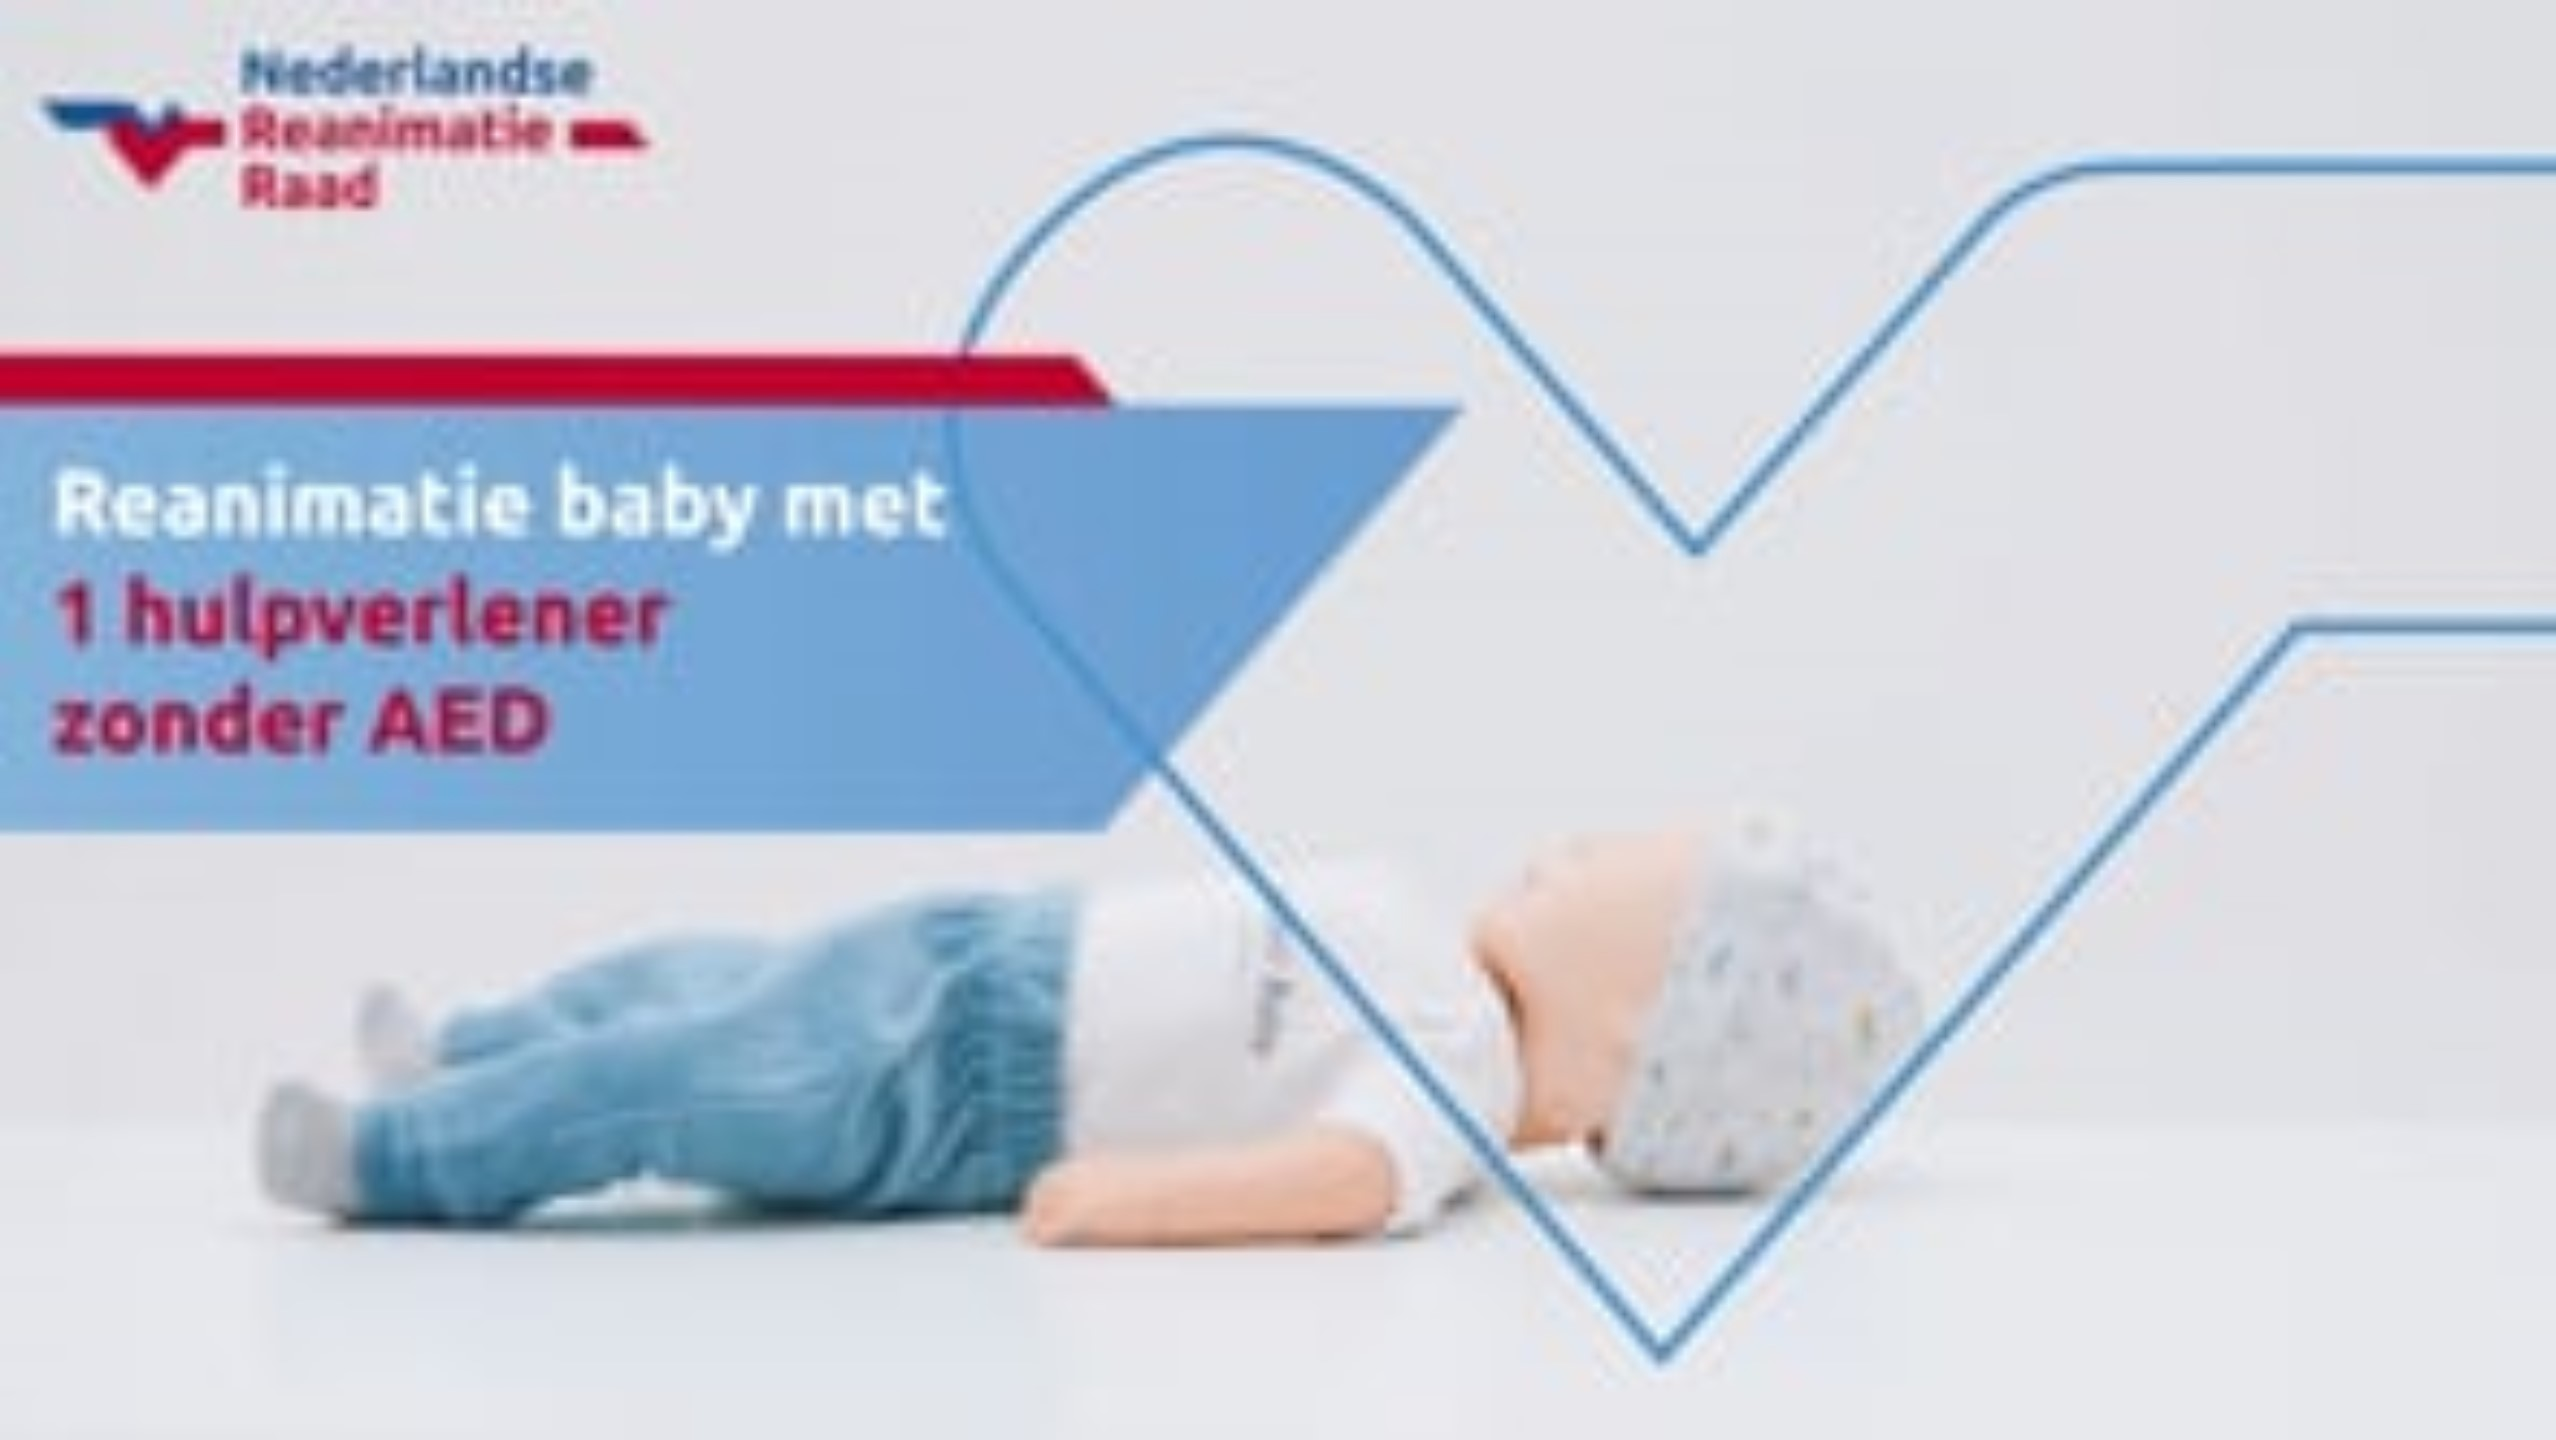 Nederlandse
Reanimatie
Raad
Reanimatie baby met
1 hulpverlener
zonder AED